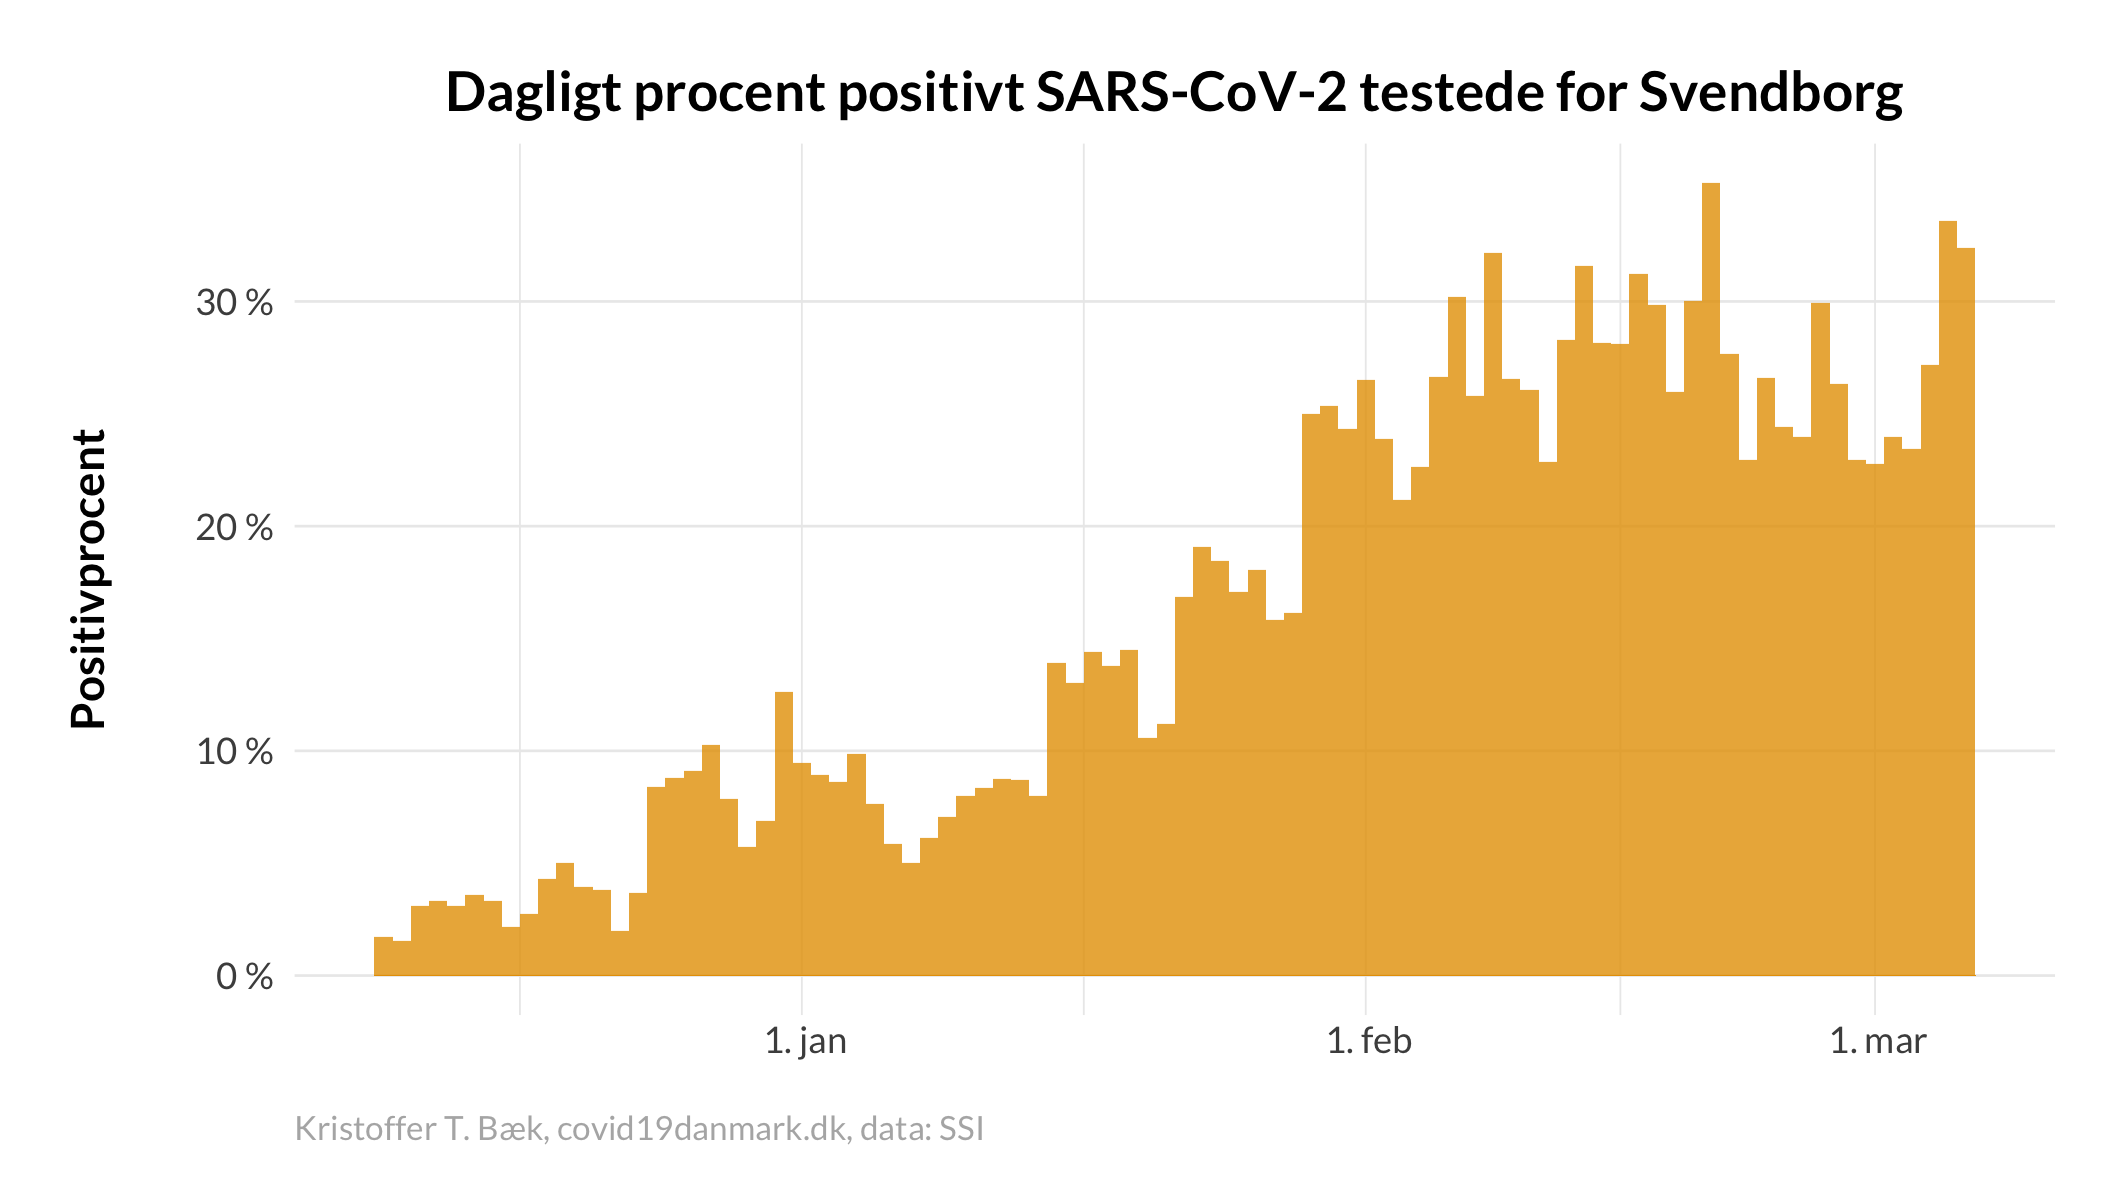 Dagligt procent positivt SARS-CoV-2 testede for Svendborg
Positivprocent
30 %
20 %
10 %
0 %
1. jan
1. feb
1. mar
Kristoffer T. Bæk, covid19danmark.dk, data: SSI